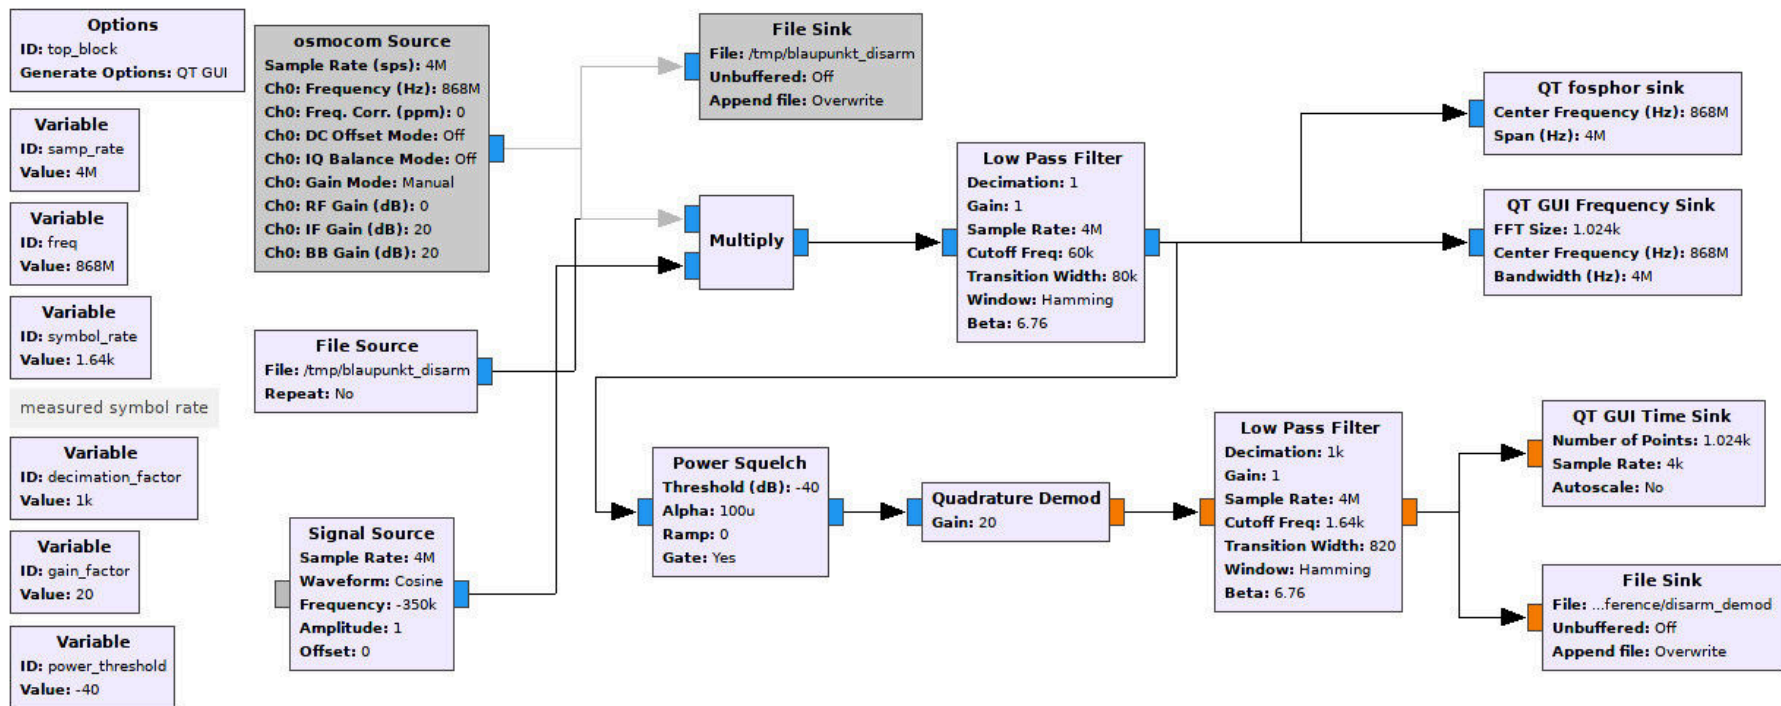 Options
ID: top_block
Generate Options: QT GUI
Variable
ID: samp_rate
Value: 4M
Variable
ID: freq
Value: 868M
Variable
ID: symbol_rate
Value: 1.64k
measured symbol rate
Variable
ID: decimation_factor
Value: 1k
Variable
ID: gain_factor
Value: 20
Variable
ID: power_threshold
Value: -40
osmocom Source
Sample Rate (sps): 4M
Ch0: Frequency (Hz): 868M
Ch0: Freq. Corr. (ppm): 0
Ch0: DC Offset Mode: Off
Ch0: IQ Balance Mode: Off
Ch0: Gain Mode: Manual
Ch0: RF Gain (dB): 0
Ch0: IF Gain (dB): 20
Ch0: BB Gain (dB): 20
File Source
File: /tmp/blaupunkt_disarm
Repeat: No
Signal Source
Sample Rate: 4M
Waveform: Cosine
Frequency: -350k
Amplitude: 1
Offset: 0
File Sink
File: /tmp/blaupunkt_disarm
Unbuffered: Off
Append file: Overwrite
Multiply
Low Pass Filter
Decimation: 1
Gain: 1
Sample Rate: 4M
Cutoff Freq: 60k
Transition Width: 80k
Window: Hamming
Beta: 6.76
QT fosphor sink
Center Frequency (Hz): 868M
Span (Hz): 4M
QT GUI Frequency Sink
FFT Size: 1.024k
Center Frequency (Hz): 868M
Bandwidth (Hz): 4M
Power Squelch
Threshold (dB): -40
Alpha: 100u
Ramp: 0
Gate: Yes
Quadrature Demod
Gain: 20
Low Pass Filter
Decimation: 1k
Gain: 1
Sample Rate: 4M
Cutoff Freq: 1.64k
Transition Width: 820
Window: Hamming
Beta: 6.76
QT GUI Time Sink
Number of Points: 1.024k
Sample Rate: 4k
Autoscale: No
File Sink
File: ...ference/disarm_demod
Unbuffered: Off
Append file: Overwrite